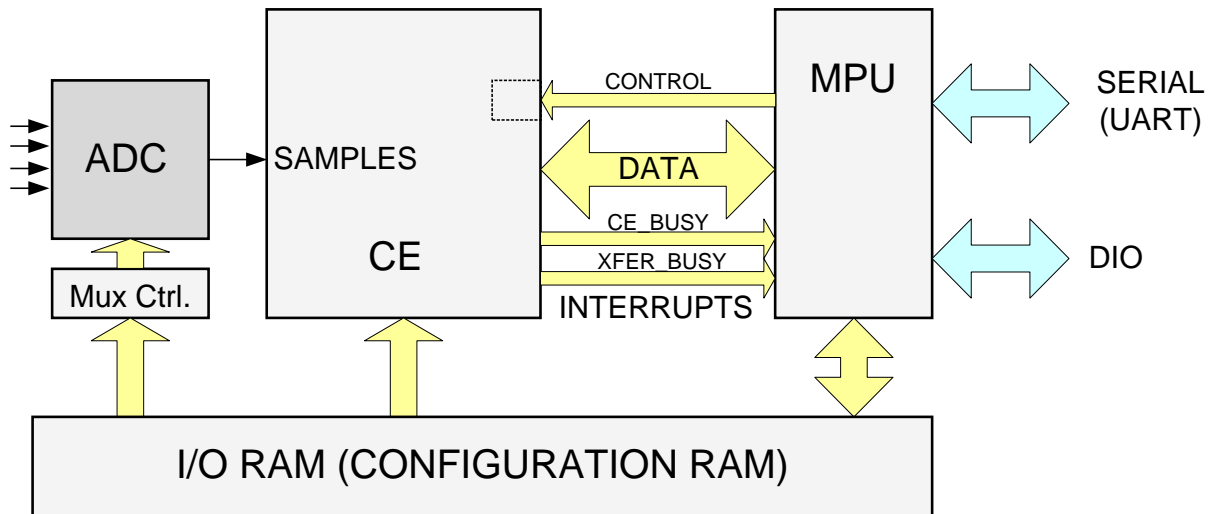 CONTROL
MPU
SERIAL
(UART)
ADC
SAMPLES
DATA
CE_BUSY
CE
XFER_BUSY
DIO
Mux Ctrl.
INTERRUPTS
I/O RAM (CONFIGURATION RAM)